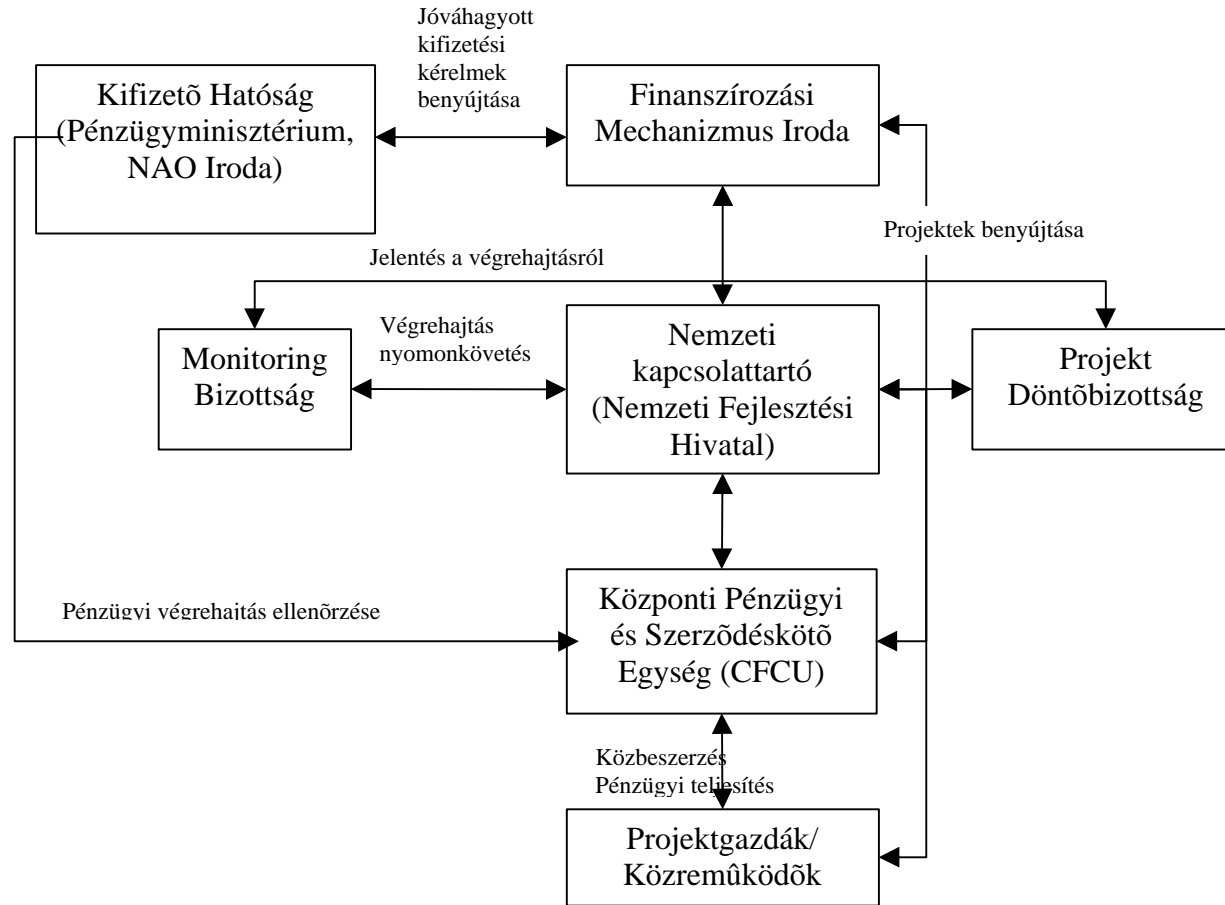 Jóváhagyott
kifizetési
kérelmek
benyújtása
Kifizetõ Hatóság
(Pénzügyminisztérium,
NAO Iroda)
Finanszírozási
Mechanizmus Iroda
Projektek benyújtása
Jelentés a végrehajtásról
Monitoring
Bizottság
Végrehajtás
nyomonkövetés
Nemzeti
kapcsolattartó
(Nemzeti Fejlesztési
Hivatal)
Projekt
Döntõbizottság
Pénzügyi végrehajtás ellenõrzése
Központi Pénzügyi
és Szerzõdéskötõ
Egység (CFCU)
Közbeszerzés
Pénzügyi teljesítés
Projektgazdák/
Közremûködõk